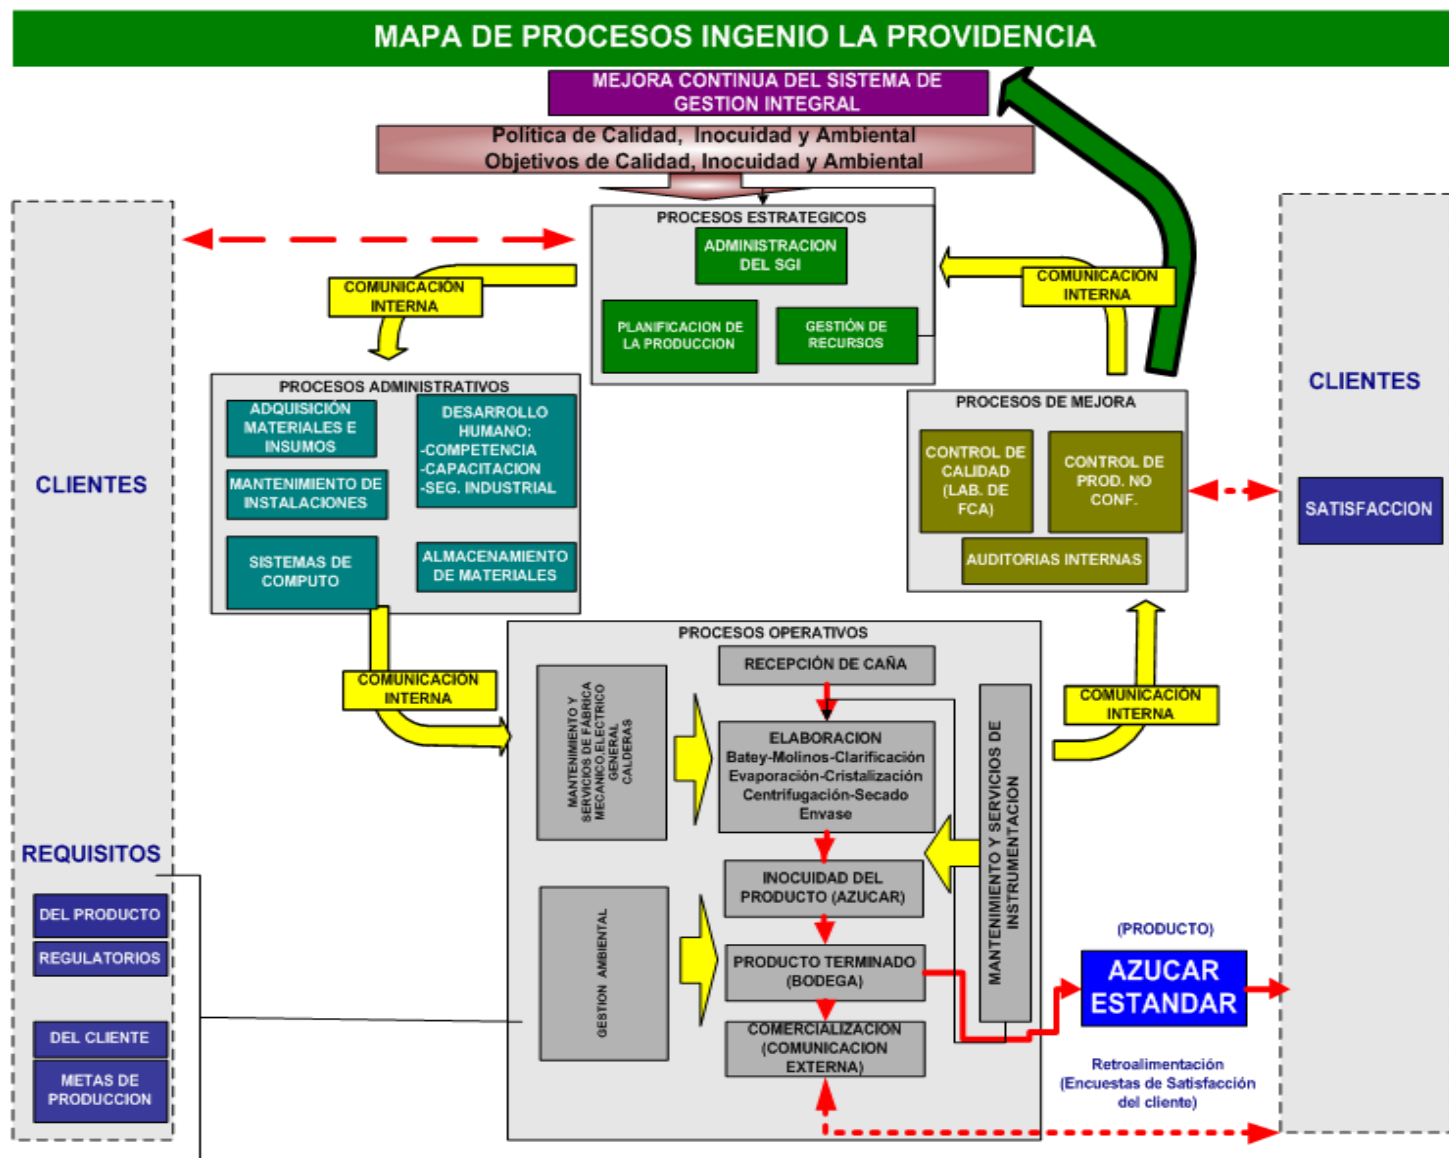 MAPA DE PROCESOS INGENIO LA PROVIDENCIA
MEJORA CONTINUA DEL SISTEMA DE
GESTION INTEGRAL
Política de Calidad, Inocuidad y Ambiental
Objetivos de Calidad, Inocuidad y Ambiental
PROCESOS ESTRATEGICOS
ADMINISTRACION
DEL SGI
PLANIFICACION DE
LA PRODUCCION
GESTIÓN DE
RECURSOS
COMUNICACIÓN
INTERNA
COMUNICACIÓN
INTERNA
PROCESOS ADMINISTRATIVOS
ADQUISICIÓN
MATERIALES E
INSUMOS
DESARROLLO
HUMANO:
-COMPETENCIA
-CAPACITACION
-SEG. INDUSTRIAL
MANTENIMIENTO DE
INSTALACIONES
SISTEMAS DE
COMPUTO
ALMACENAMIENTO
DE MATERIALES
PROCESOS DE MEJORA
CONTROL DE
CALIDAD
(LAB. DE
FCA)
CONTROL DE
PROD. NO
CONF.
AUDITORIAS INTERNAS
CLIENTES
REQUISITOS
DEL PRODUCTO
REGULATORIOS
DEL CLIENTE
METAS DE
PRODUCCION
CLIENTES
SATISFACCION
COMUNICACIÓN
INTERNA
COMUNICACIÓN
INTERNA
PROCESOS OPERATIVOS
RECEPCIÓN DE CAÑA
MANTENIMIENTO Y
SERVICIOS DE FÁBRICA
MECANICO.ELECTRICO
GENERAL
CALDERAS
ELABORACION
Batey-Molinos-Clarificación
Evaporación-Cristalización
Centrifugación-Secado
Envase
MANTENIMIENTO Y SERVICIOS DE
INSTRUMENTACION
INOCUIDAD DEL
PRODUCTO (AZUCAR)
GESTION AMBIENTAL
PRODUCTO TERMINADO
(BODEGA)
COMERCIALIZACION
(COMUNICACION
EXTERNA)
(PRODUCTO)
AZUCAR
ESTANDAR
Retroalimentación
(Encuestas de Satisfacción
del cliente)